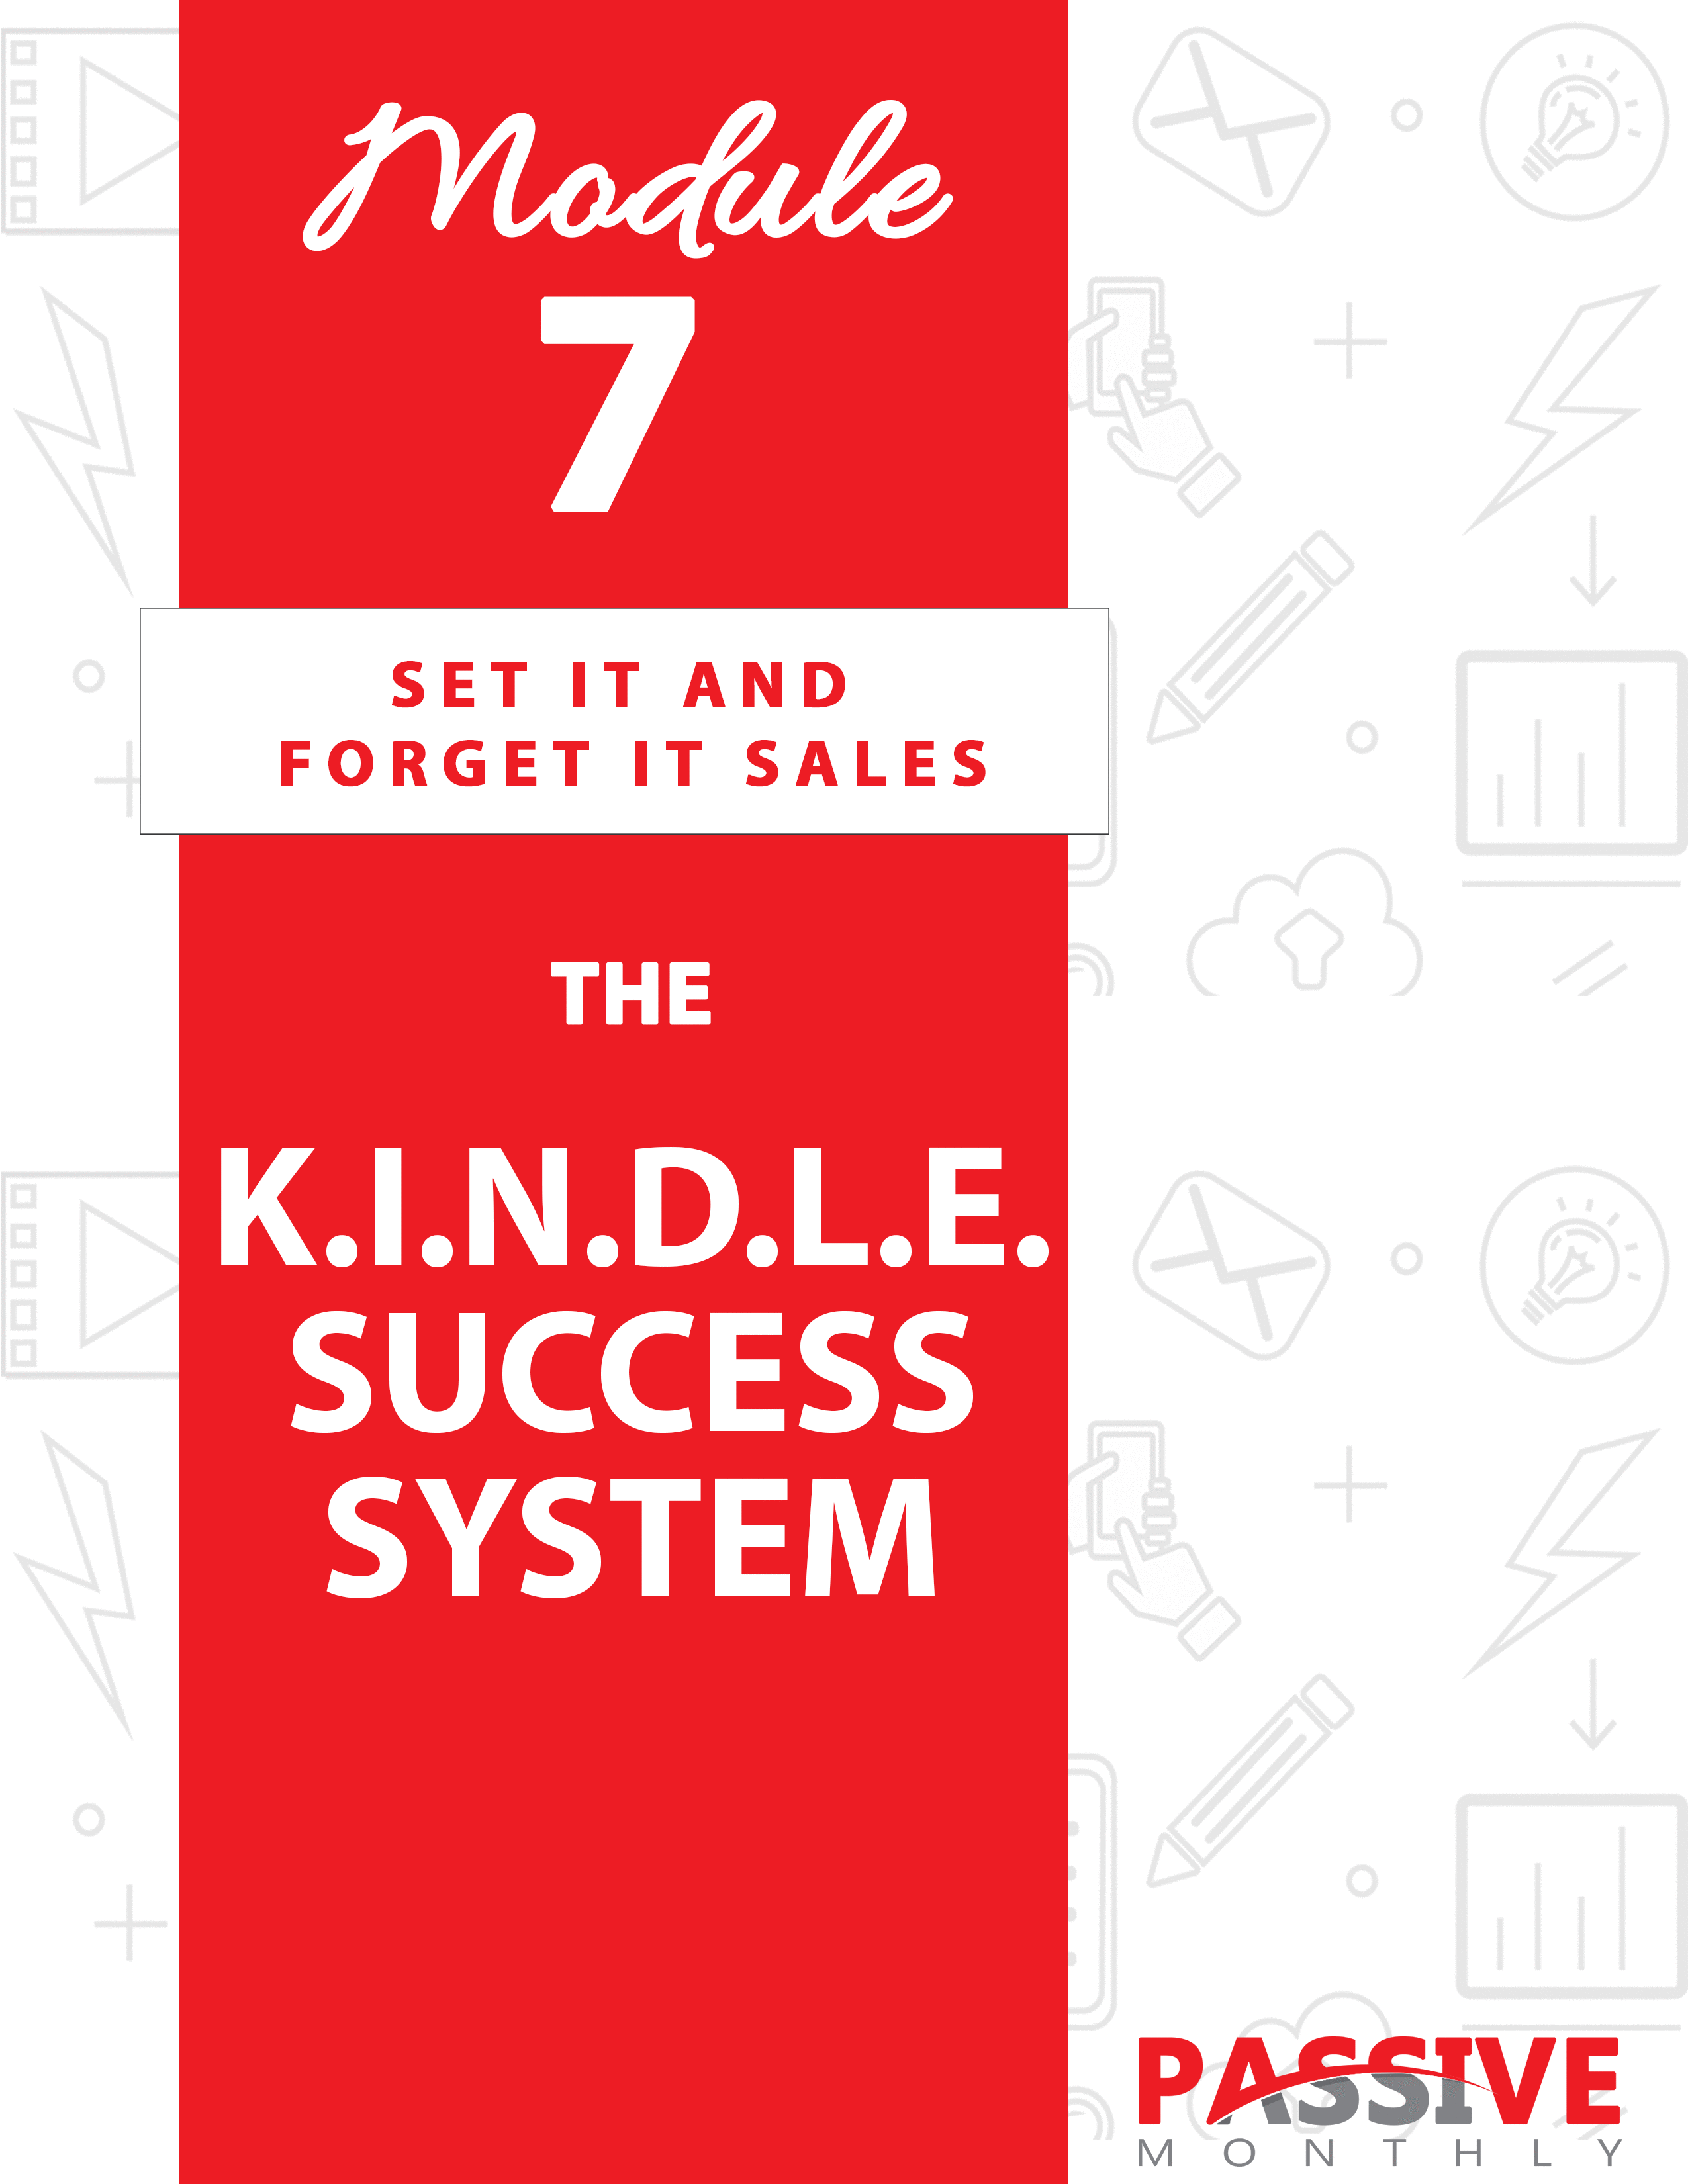 Module
7
SET IT AND
FORGET IT SALES
THE
K.I.N.D.L.E.
SUCCESS
SYSTEM
PASSIVE
MONTHLY